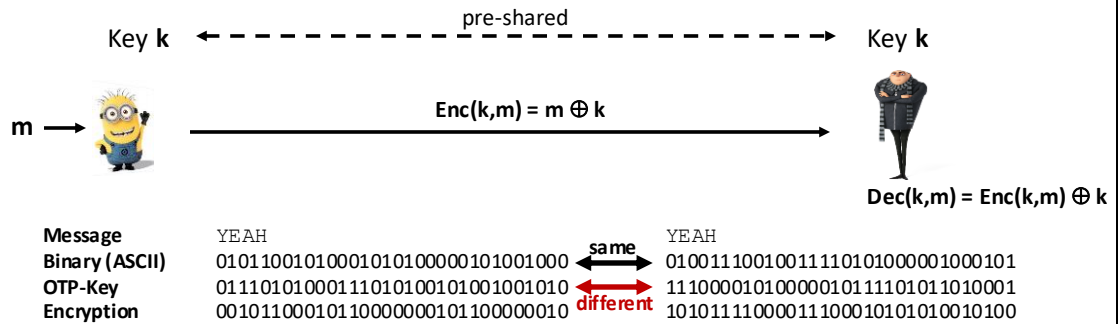 pre-shared
Key k
Key k
Enc(k,m) = m ⊕ k
m
Dec(k,m) = Enc(k,m) ⊕ k
Message YEAH YEAH
same
Binary (ASCII) 01011001010001010100000101001000 01001110010011110101000001000101
OTP-Key 01110101000111010100101001001010 11100001010000010111101011010001
different
Encryption 00101100010110000000101100000010 10101111000011100010101010010100